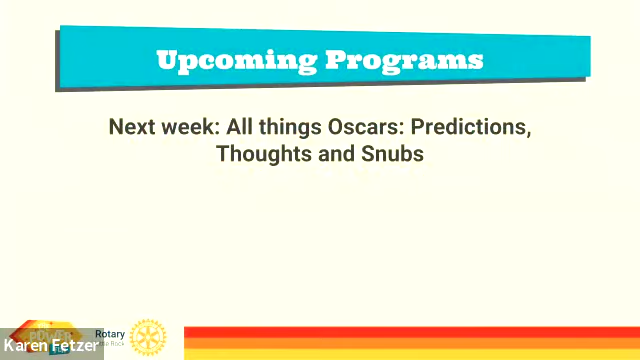 Upcoming Programs
Next week: All things Oscars: Predictions,
Thoughts and Snubs
Karen Fetzer
Rotary